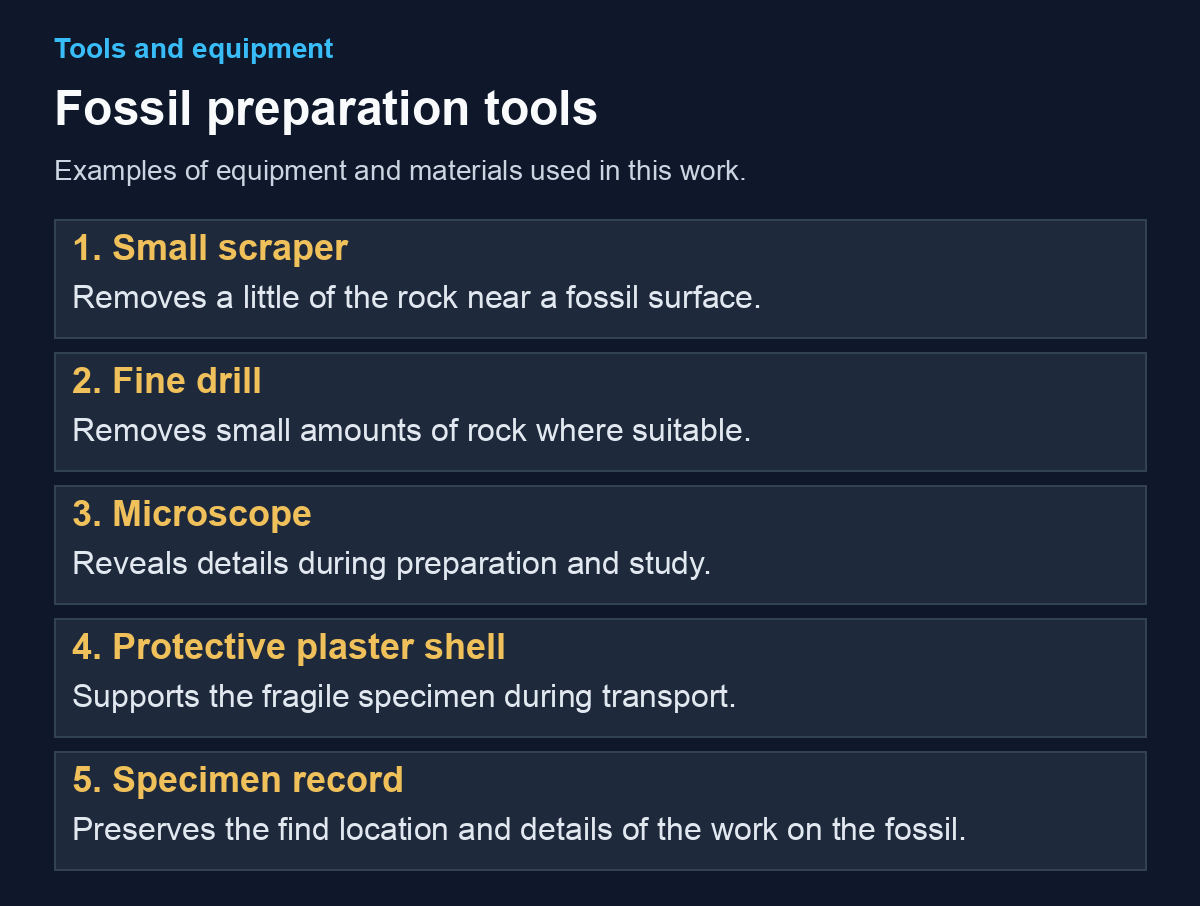 Tools and equipment
Fossil preparation tools
Examples of equipment and materials used in this work.
1. Small scraper
Removes a little of the rock near a fossil surface.
2. Fine drill
Removes small amounts of rock where suitable.
3. Microscope
Reveals details during preparation and study.
4. Protective plaster shell
Supports the fragile specimen during transport.
5. Specimen record
Preserves the find location and details of the work on the fossil.